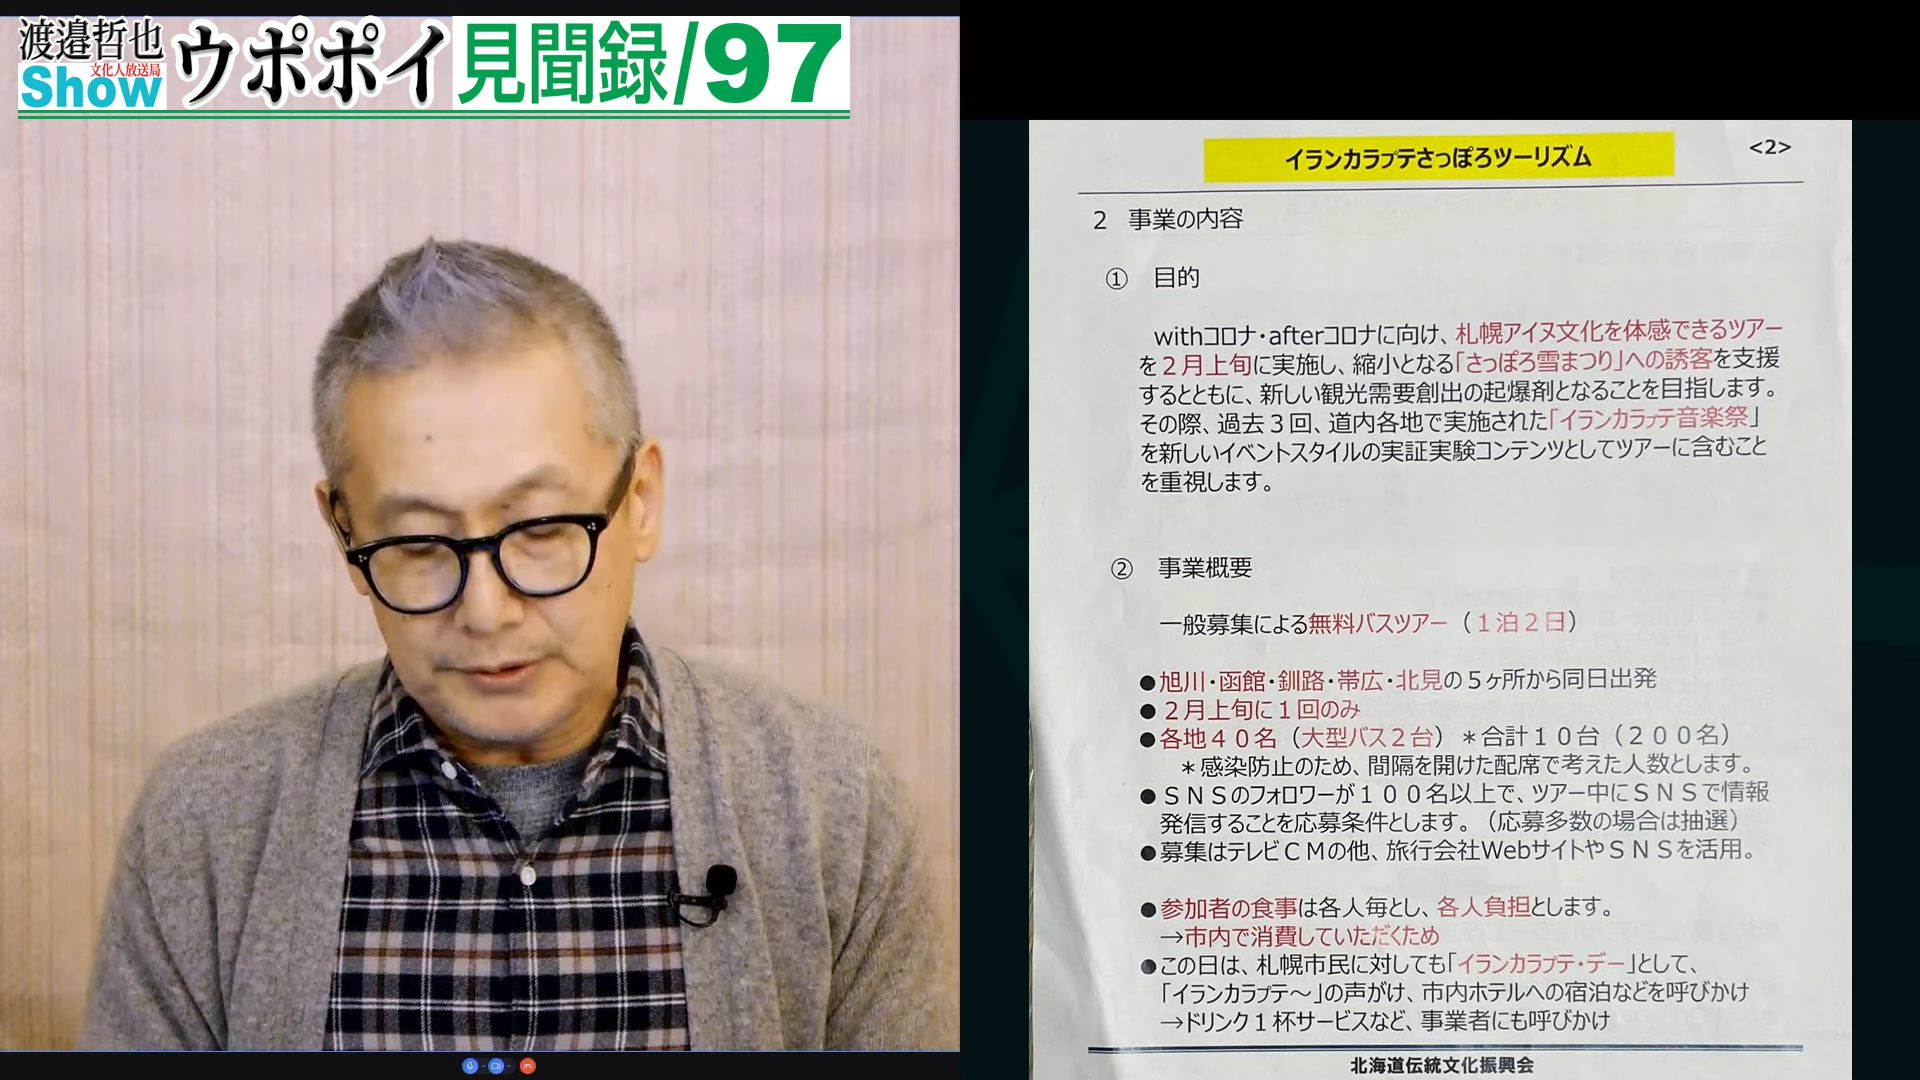 渡邉哲也
文化人放送局
Show
ウポポイ見聞録/97
イランカラㇷ゚テさっぽろツーリズム
<2>
2 事業の内容
① 目的
withコロナ・afterコロナに向け、札幌アイヌ文化を体感できるツアー
を２月上旬に実施し、縮小となる「さっぽろ雪まつり」への誘客を支援
するとともに、新しい観光需要創出の起爆剤となることを目指します。
その際、過去３回、道内各地で実施された「イランカラㇷ゚テ音楽祭」
を新しいイベントスタイルの実証実験コンテンツとしてツアーに含むこと
を重視します。
② 事業概要
一般募集による無料バスツアー（１泊２日）
●旭川・函館・釧路・帯広・北見の５ヶ所から同日出発
●２月上旬に１回のみ
●各地４０名（大型バス２台）＊合計１０台（２００名）
＊感染防止のため、間隔を開けた配席で考えた人数とします。
●ＳＮＳのフォロワーが１００名以上で、ツアー中にＳＮＳで情報
発信することを応募条件とします。（応募多数の場合は抽選）
●募集はテレビＣＭの他、旅行会社WebサイトやＳＮＳを活用。
●参加者の食事は各人毎とし、各人負担とします。
→市内で消費していただくため
●この日は、札幌市民に対しても「イランカラㇷ゚テ・デー」として、
「イランカラㇷ゚テ～」の声がけ、市内ホテルへの宿泊などを呼びかけ
→ドリンク１杯サービスなど、事業者にも呼びかけ
北海道伝統文化振興会